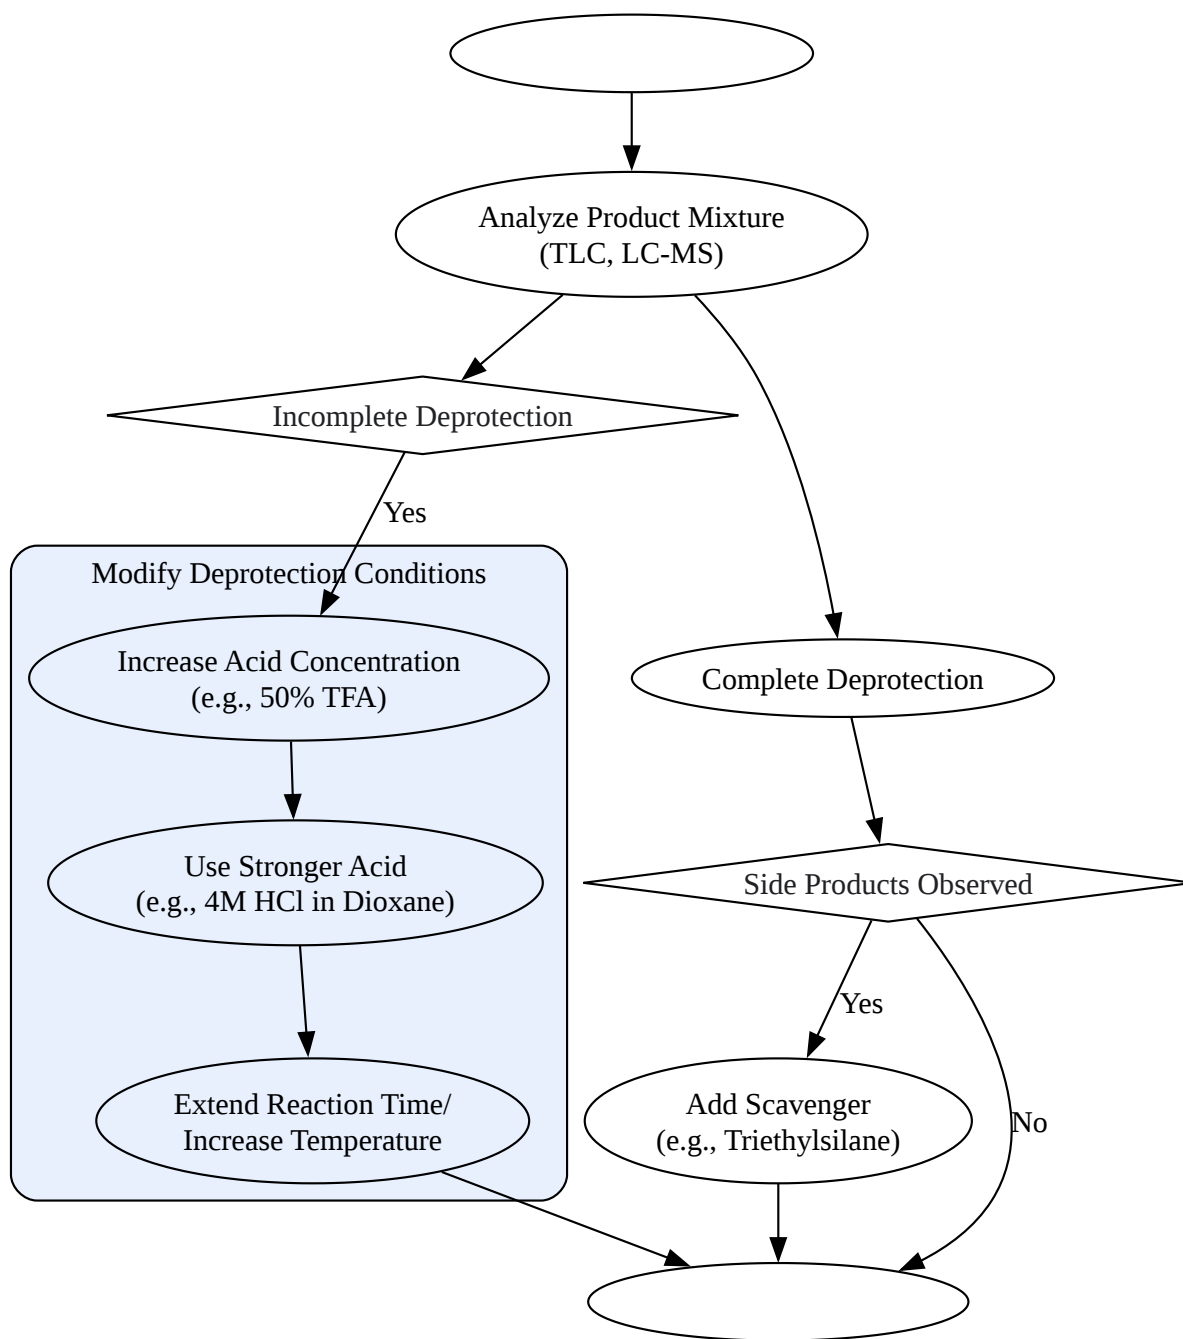 Analyze Product Mixture
(TLC, LC-MS)
Incomplete Deprotection
Yes
Modify Deprotection Conditions
Increase Acid Concentration
(e.g., 50% TFA)
Complete Deprotection
Use Stronger Acid
(e.g., 4M HCl in Dioxane)
Side Products Observed
Yes
Extend Reaction Time/
Increase Temperature
Add Scavenger
(e.g., Triethylsilane)
No